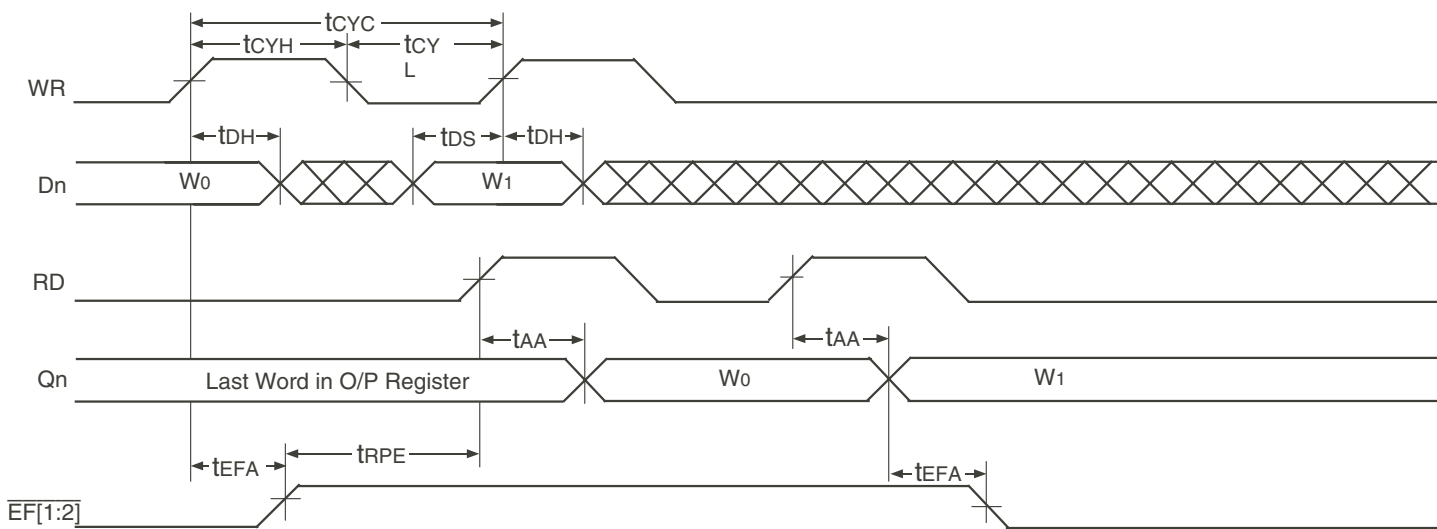 tCYC
tCYH
tCY
L
WR
tDH
tDS
tDH
Dn
W0
W1
RD
tAA
tAA
Qn
Last Word in O/P Register
W0
W1
tEFA
tRPE
tEFA
EF[1:2]